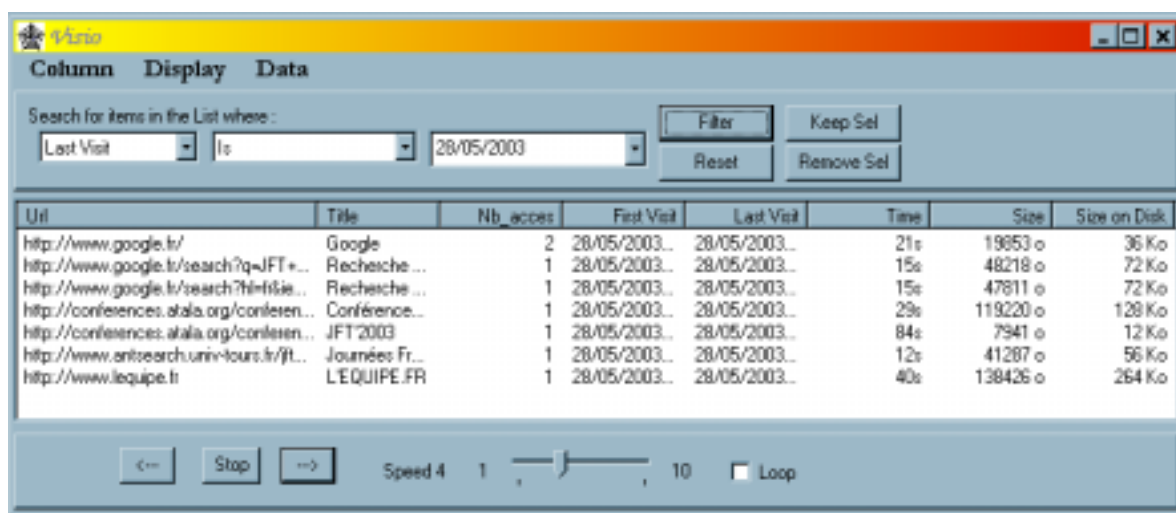 Visio
Column Display Data
Search for items in the List where :
Last Visit Is 28/05/2003 Filter Keep Sel
Reset Remove Sel
Url Title Nb_acces First Visit Last Visit Time Size Size on Disk
http://www.google.fr/ Google 2 28/05/2003... 28/05/2003... 21s 19853 o 36 Ko
http://www.google.fr/search?q=JFT+... Recherche ... 1 28/05/2003... 28/05/2003... 15s 48218 o 72 Ko
http://www.google.fr/search?hl=fr&ie... Recherche ... 1 28/05/2003... 28/05/2003... 15s 47811 o 72 Ko
http://conferences.atala.org/conferen... Conférence... 1 28/05/2003... 28/05/2003... 29s 119220 o 128 Ko
http://conferences.atala.org/conferen... JFT'2003 1 28/05/2003... 28/05/2003... 84s 7941 o 12 Ko
http://www.antsearch.univ-tours.fr/jft... Journées Fr... 1 28/05/2003... 28/05/2003... 12s 41287 o 56 Ko
http://www.lequipe.fr L'EQUIPE.FR 1 28/05/2003... 28/05/2003... 40s 138426 o 264 Ko
<--- Stop ---> Speed 4 1 10 Loop